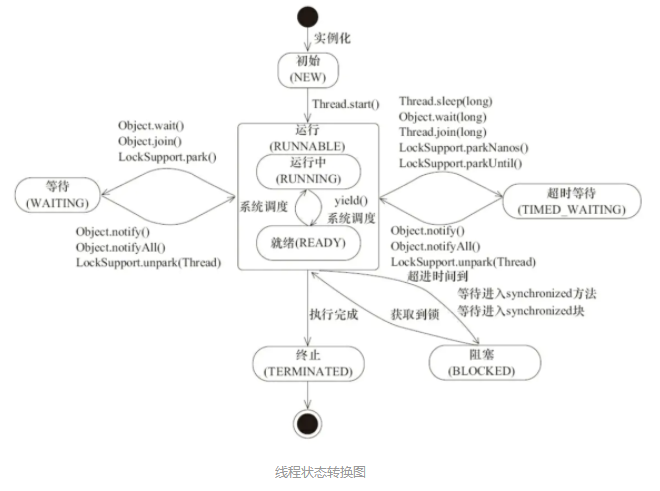 实例化
初始
(NEW)
Thread.start()
Object.wait()
Object.join()
LockSupport.park()
Thread.sleep(long)
Object.wait(long)
Thread.join(long)
LockSupport.parkNanos()
LockSupport.parkUntil()
运行
(RUNNABLE)
运行中
(RUNNING)
等待
(WAITING)
系统调度
yield()
系统调度
超时等待
(TIMED_WAITING)
就绪(READY)
Object.notify()
Object.notifyAll()
LockSupport.unpark(Thread)
Object.notify()
Object.notifyAll()
LockSupport.unpark(Thread)
超进时间到
等待进入synchronized方法
等待进入synchronized块
执行完成
获取到锁
终止
(TERMINATED)
阻塞
(BLOCKED)
线程状态转换图